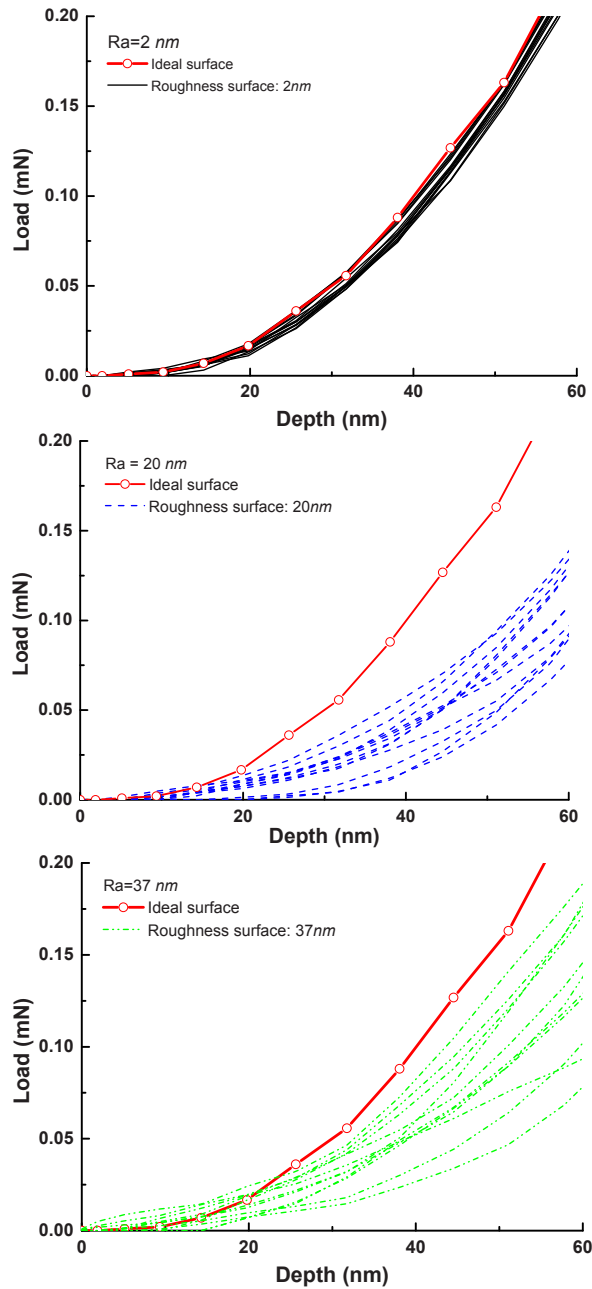 0.20
Ra=2 nm
Ideal surface
Roughness surface: 2nm
0.15
0.10
0.05
0.00
Load (mN)
0
20
40
60
Depth (nm)
0.20
Ra = 20 nm
Ideal surface
Roughness surface: 20nm
0.15
0.10
0.05
0.00
Load (mN)
0
20
40
60
Depth (nm)
0.20
Ra=37 nm
Ideal surface
Roughness surface: 37nm
0.15
0.10
0.05
0.00
Load (mN)
0
20
40
60
Depth (nm)